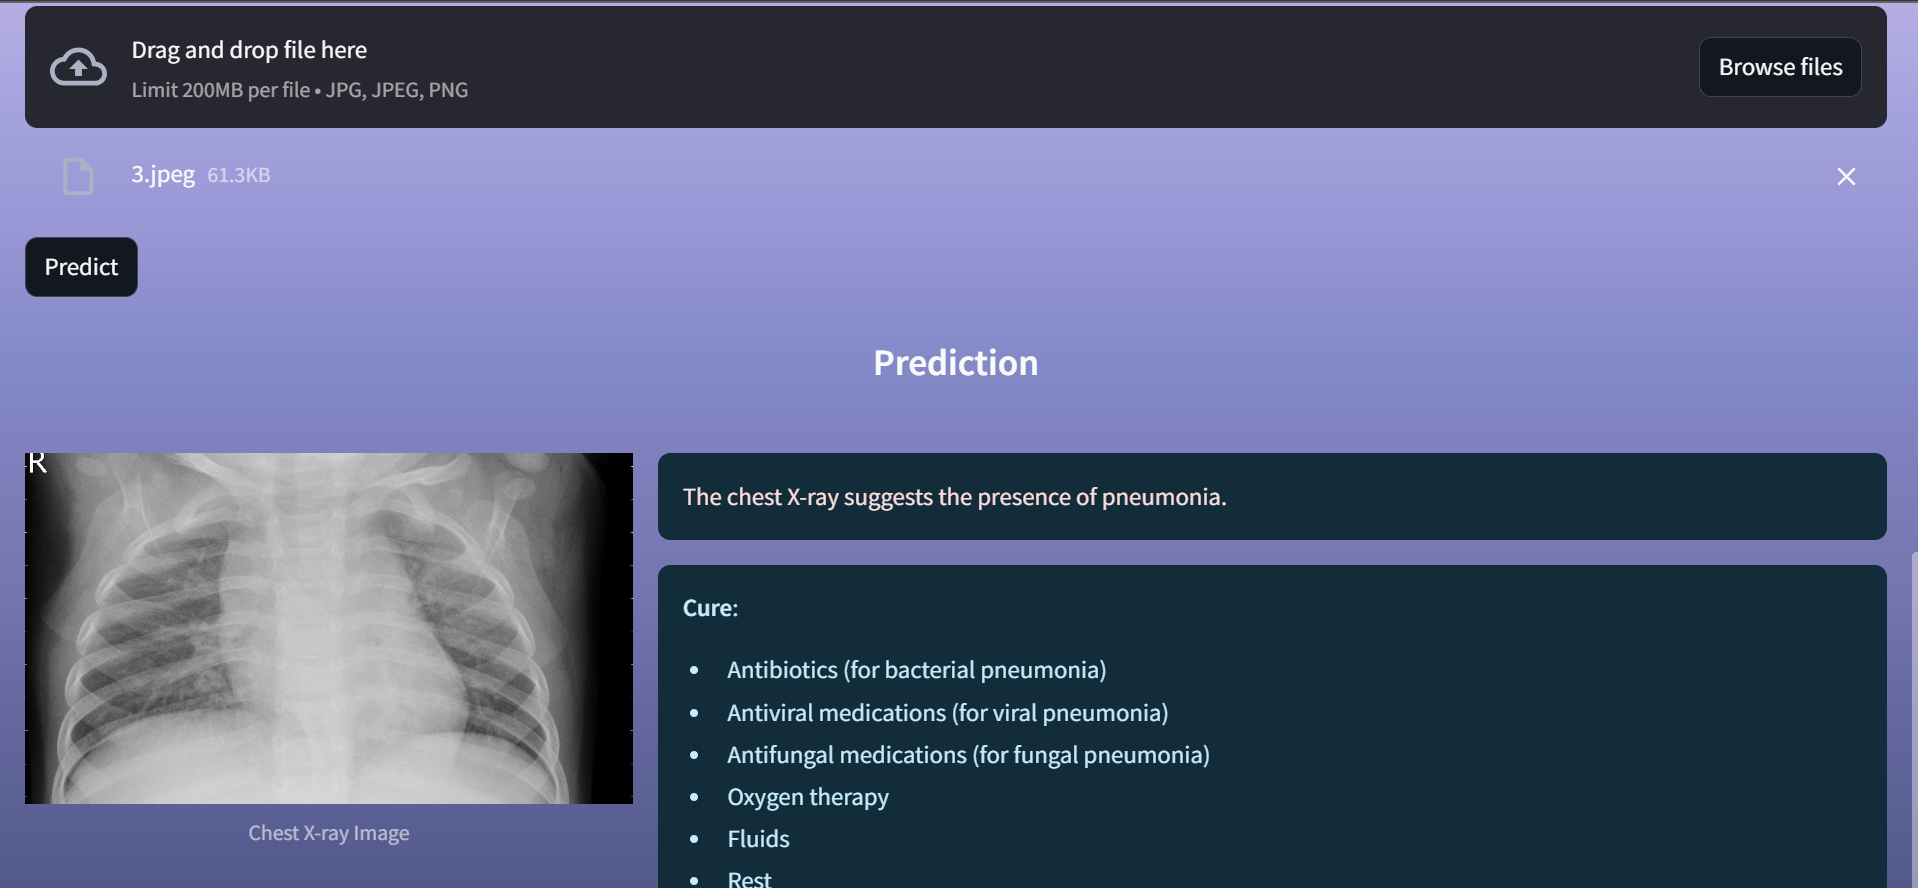 Drag and drop file here
Limit 200MB per file • JPG, JPEG, PNG
Browse files
3.jpeg 61.3KB
Predict
Prediction
R
Chest X-ray Image
The chest X-ray suggests the presence of pneumonia.
Cure:
• Antibiotics (for bacterial pneumonia)
• Antiviral medications (for viral pneumonia)
• Antifungal medications (for fungal pneumonia)
• Oxygen therapy
• Fluids
• Rest